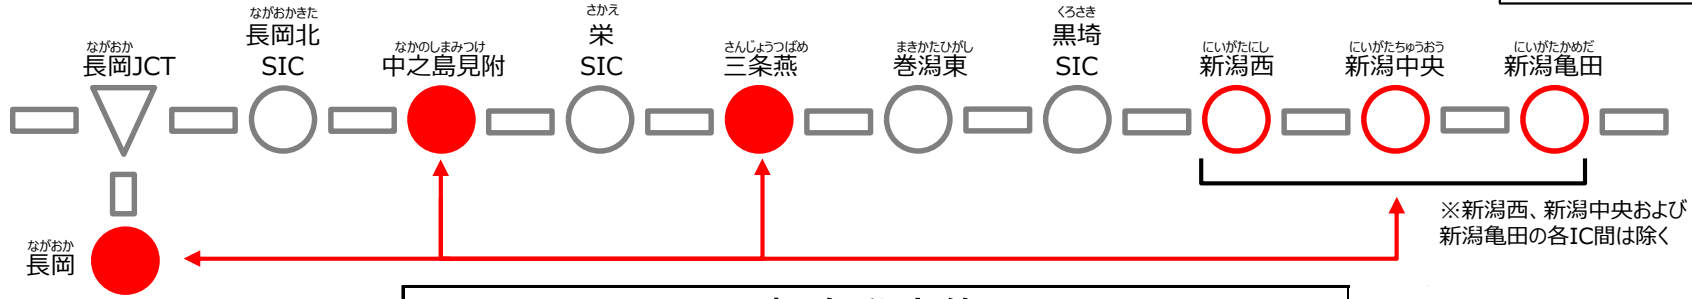 ながおか
長岡JCT
ながおかきた
長岡北
SIC
なかのしまみつけ
中之島見附
さかえ
栄
SIC
さんじょうつばめ
三条燕
まきかたひがし
巻潟東
くろさき
黒埼
SIC
にいがたにし
新潟西
にいがたちゅうおう
新潟中央
にいがたかめだ
新潟亀田
※新潟西、新潟中央および
新潟亀田の各IC間は除く
ながおか
長岡